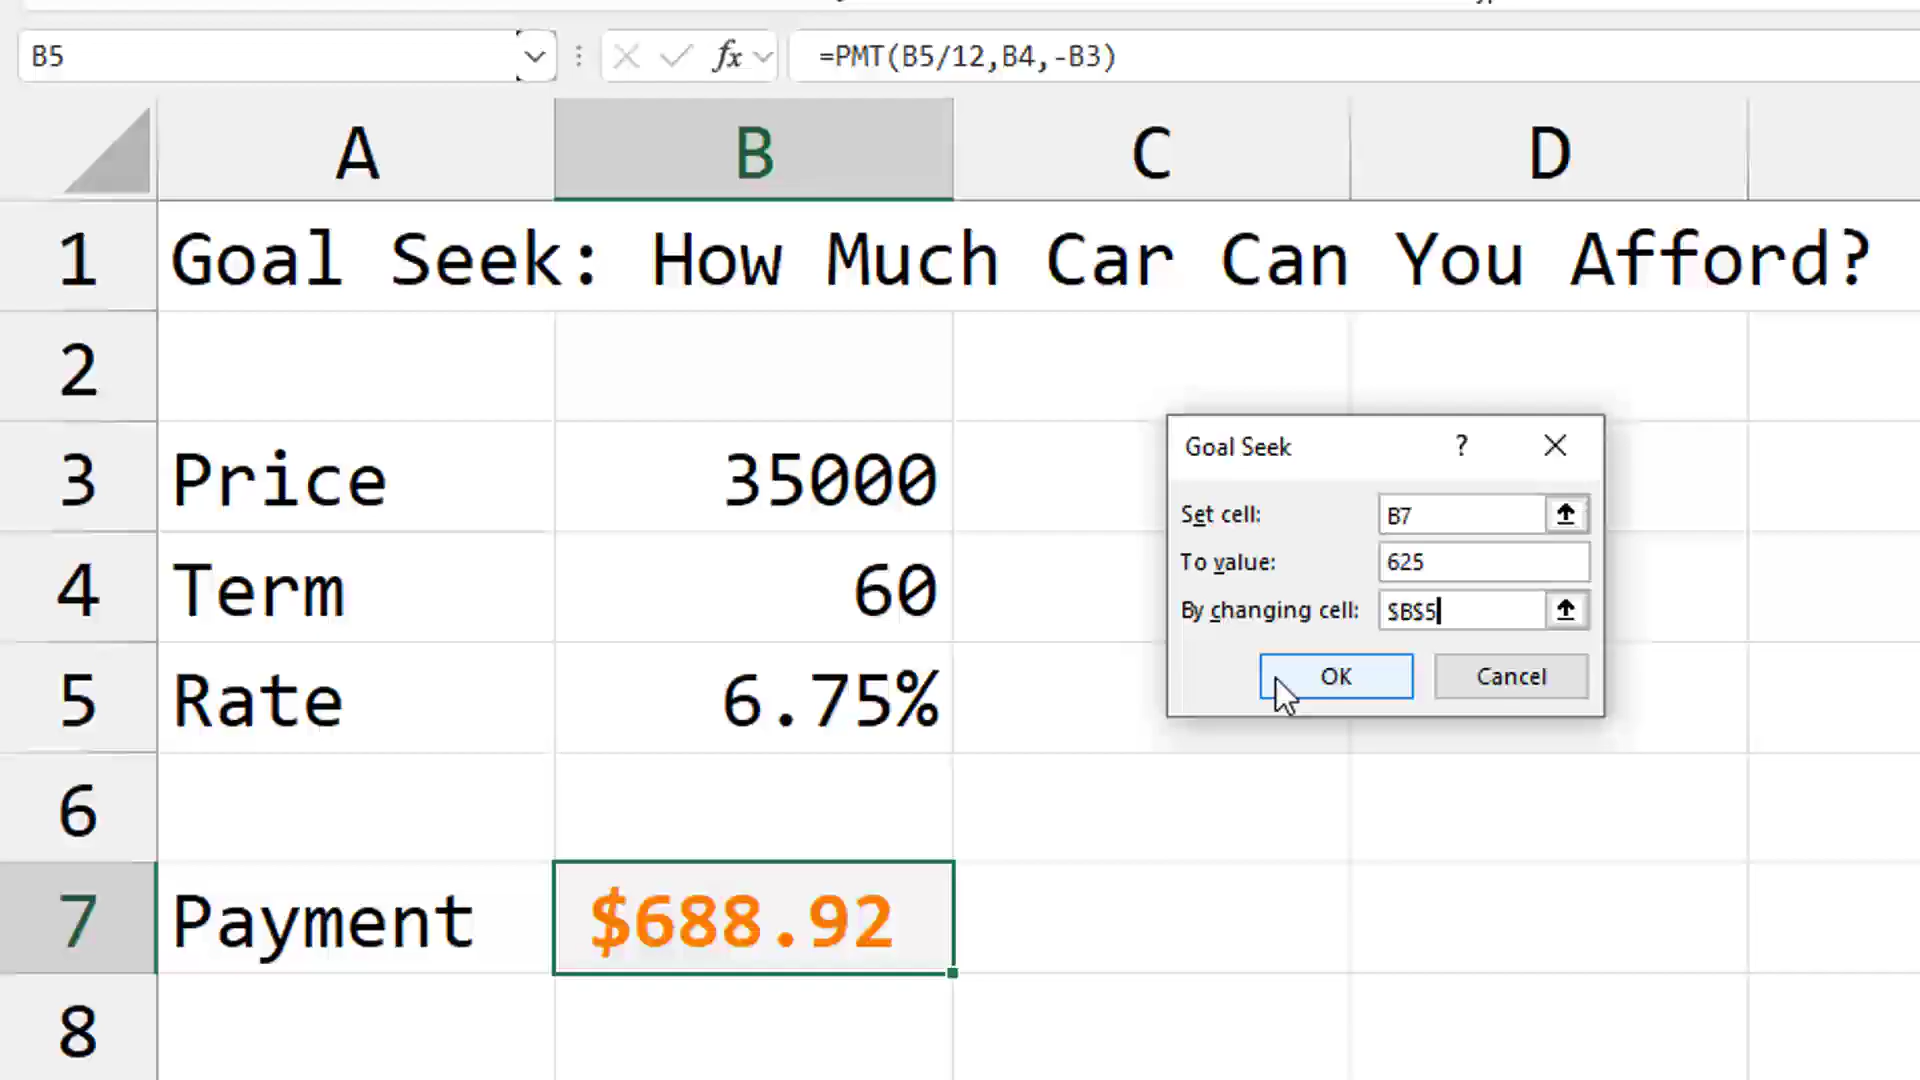 B5 fx =PMT(B5/12,B4,-B3)
A B C D
1 Goal Seek: How Much Car Can You Afford?
2
3 Price 35000
4 Term 60
5 Rate 6.75%
6
7 Payment $688.92
8
Goal Seek ?
Set cell: B7
To value: 625
By changing cell: $B$5
OK Cancel